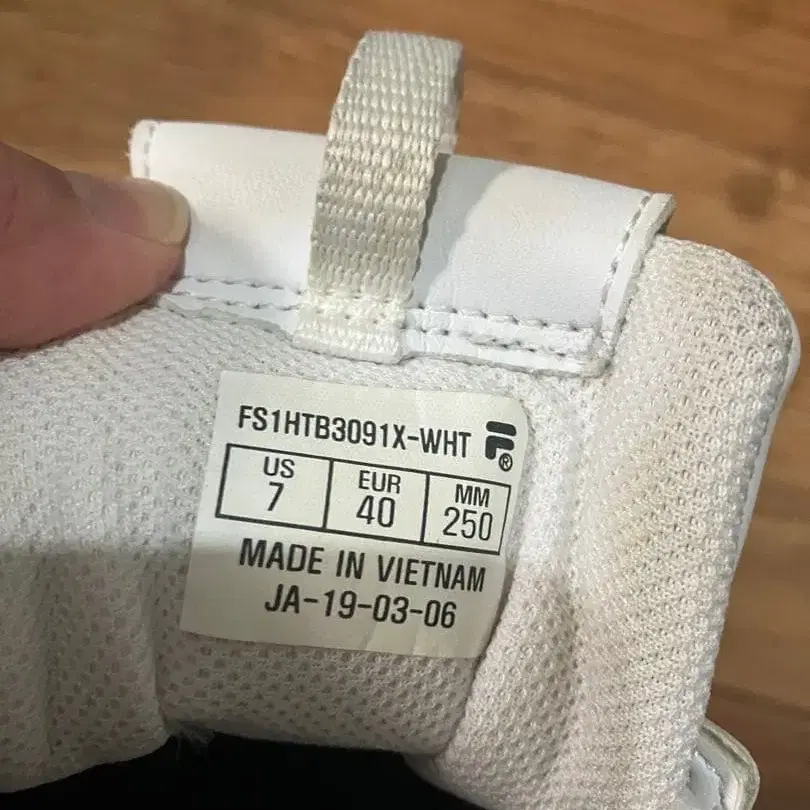 FS1HTB3091X-WHT F®
US EUR MM
7 40 250
MADE IN VIETNAM
JA-19-03-06